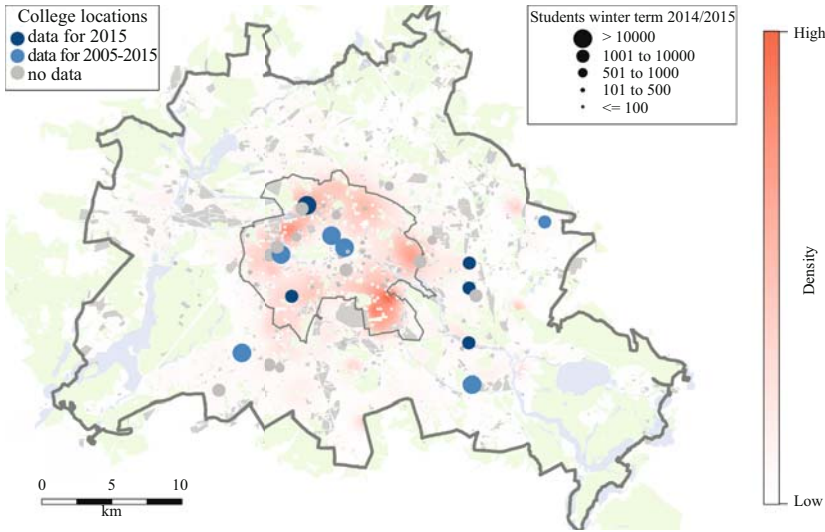 College locations
data for 2015
data for 2005-2015
no data
Students winter term 2014/2015
> 10000
1001 to 10000
501 to 1000
101 to 500
<= 100
High
Density
Low
0 5 10
km